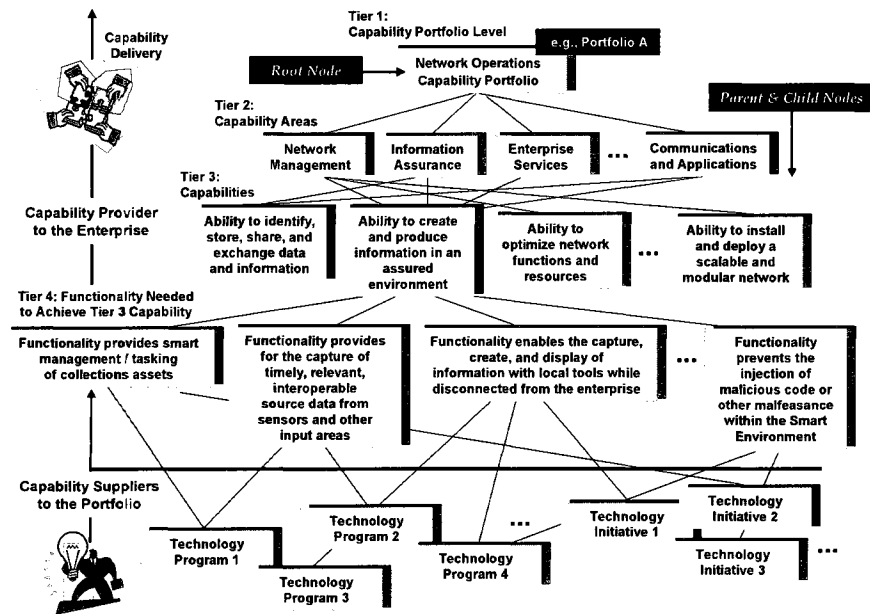 Tier 1:
Capability Portfolio Level
e.g., Portfolio A
Capability
Delivery
Root Node
Network Operations
Capability Portfolio
Parent & Child Nodes
Tier 2:
Capability Areas
Network
Management
Information
Assurance
Enterprise
Services
...
Communications
and Applications
Tier 3:
Capabilities
Capability Provider
to the Enterprise
Ability to identify,
store, share, and
exchange data
and information
Ability to create
and produce
information in an
assured
environment
Ability to
optimize network
functions and
resources
...
Ability to install
and deploy a
scalable and
modular network
Tier 4: Functionality Needed
to Achieve Tier 3 Capability
Functionality provides smart
management / tasking
of collections assets
Functionality provides
for the capture of
timely, relevant,
interoperable
source data from
sensors and other
input areas
Functionality enables the capture,
create, and display of
information with local tools while
disconnected from the enterprise
...
Functionality
prevents the
injection of
malicious code or
other malfeasance
within the Smart
Environment
Capability Suppliers
to the Portfolio
Technology
Program 1
Technology
Program 2
Technology
Program 3
...
Technology
Program 4
Technology
Initiative 1
Technology
Initiative 2
Technology
Initiative 3
...